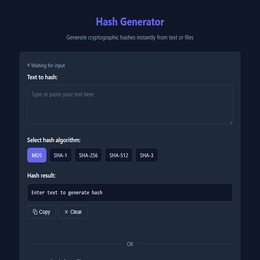 Hash Generator
Generate cryptographic hashes instantly from text or files
Waiting for input
Text to hash:
Type or paste your text here
Select hash algorithm:
MD5 SHA-1 SHA-256 SHA-512 SHA-3
Hash result:
Enter text to generate hash
Copy Clear
OR